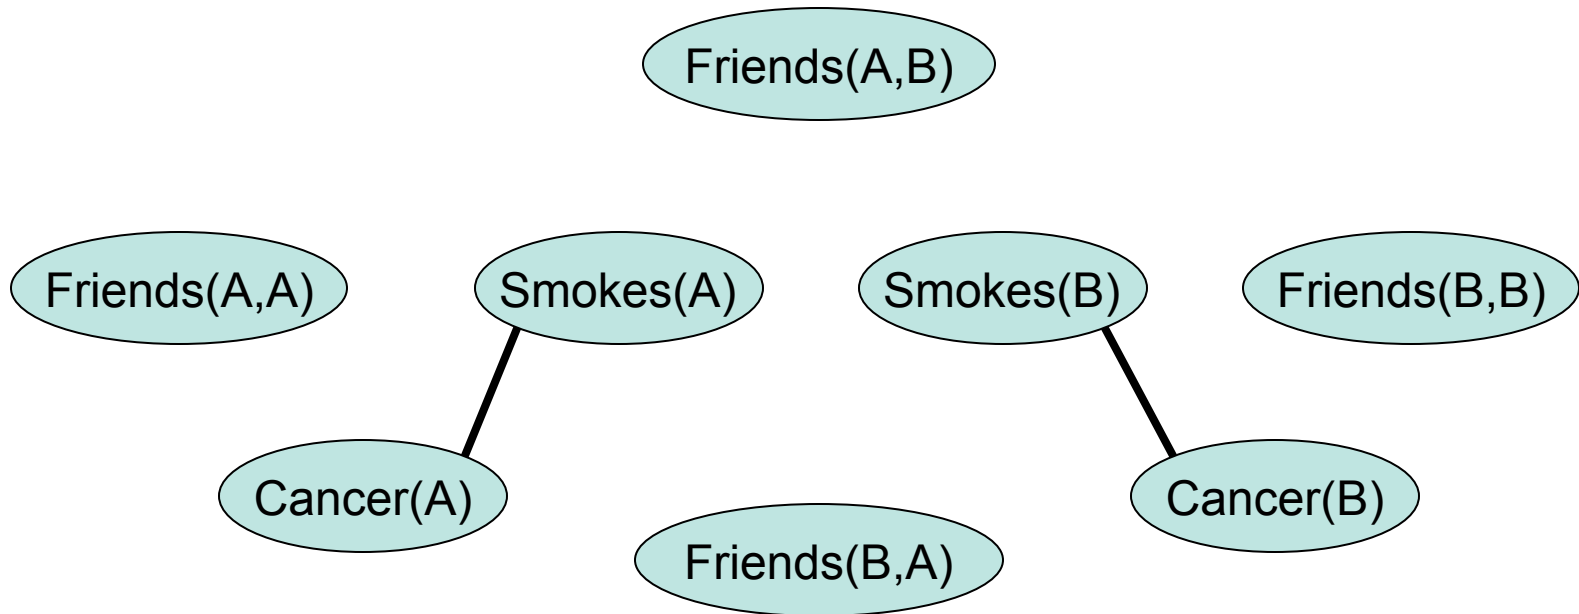 Friends(A,B)
Friends(A,A)
Smokes(A)
Smokes(B)
Friends(B,B)
Cancer(A)
Cancer(B)
Friends(B,A)